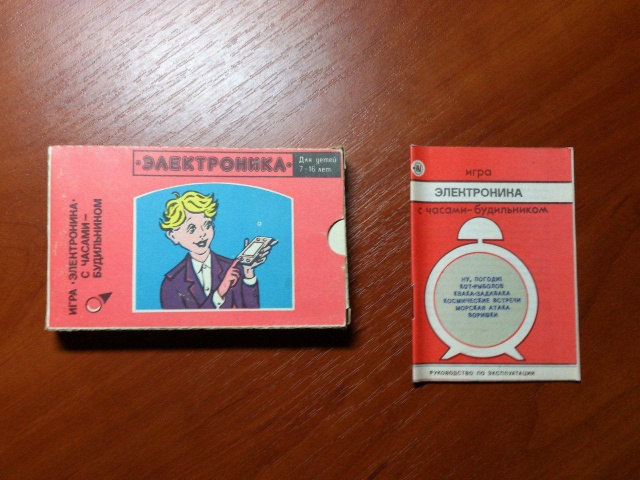 ·ЭЛЕКТРОНИКА·
Для детей
7-16 лет
ИГРА ·ЭЛЕКТРОНИКА·
С ЧАСАМИ-
БУДИЛЬНИКОМ
игра
ЭЛЕКТРОНИКА
с часами-будильником
НУ, ПОГОДИ!
КОТ-РЫБОЛОВ
КВАКА-ЗАДАВАКА
КОСМИЧЕСКИЕ ВСТРЕЧИ
МОРСКАЯ АТАКА
ВОРИШКИ
РУКОВОДСТВО ПО ЭКСПЛУАТАЦИИ